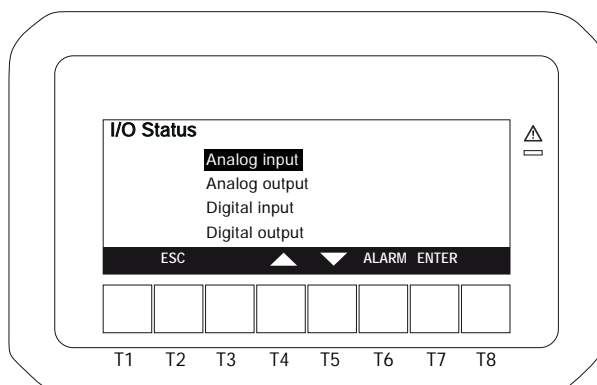 I/O Status
Analog input
Analog output
Digital input
Digital output
ESC ALARM ENTER
T1 T2 T3 T4 T5 T6 T7 T8